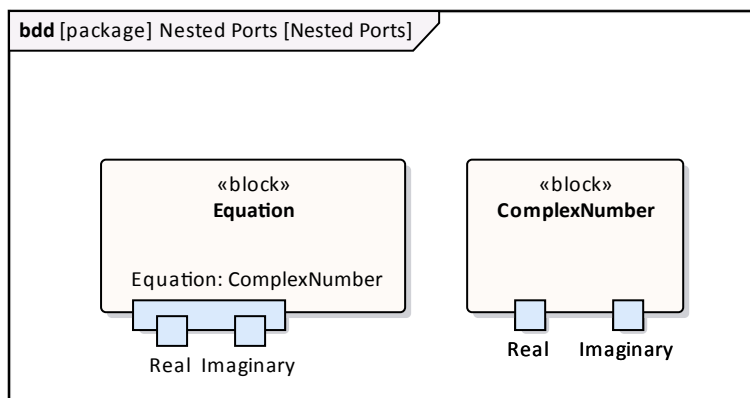 bdd [package] Nested Ports [Nested Ports]
«block»
Equation
Equation: ComplexNumber
Real Imaginary
«block»
ComplexNumber
Real Imaginary